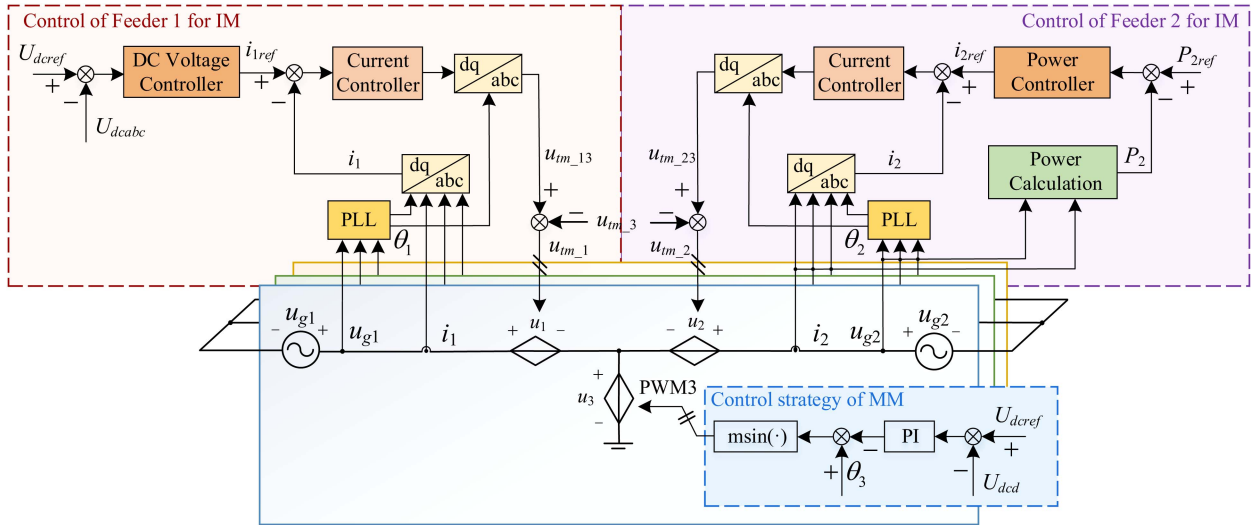 Control of Feeder 1 for IM
Control of Feeder 2 for IM
U_dcref
+
−
U_dcabc
DC Voltage
Controller
i_1ref
+
−
Current
Controller
dq
abc
dq
abc
Current
Controller
i_2ref
+
−
Power
Controller
P_2ref
+
−
i_1
dq
abc
u_tm_13
+
−
u_tm_3
u_tm_1
u_tm_23
+
−
u_tm_2
dq
abc
i_2
Power
Calculation
P_2
PLL
θ_1
PLL
θ_2
u_g1
−
+
u_g1
i_1
+
u_1
−
−
u_2
+
i_2
u_g2
+
u_g2
−
+
u_3
−
PWM3
Control strategy of MM
msin(·)
−
+
θ_3
PI
U_dcref
+
−
U_dcd